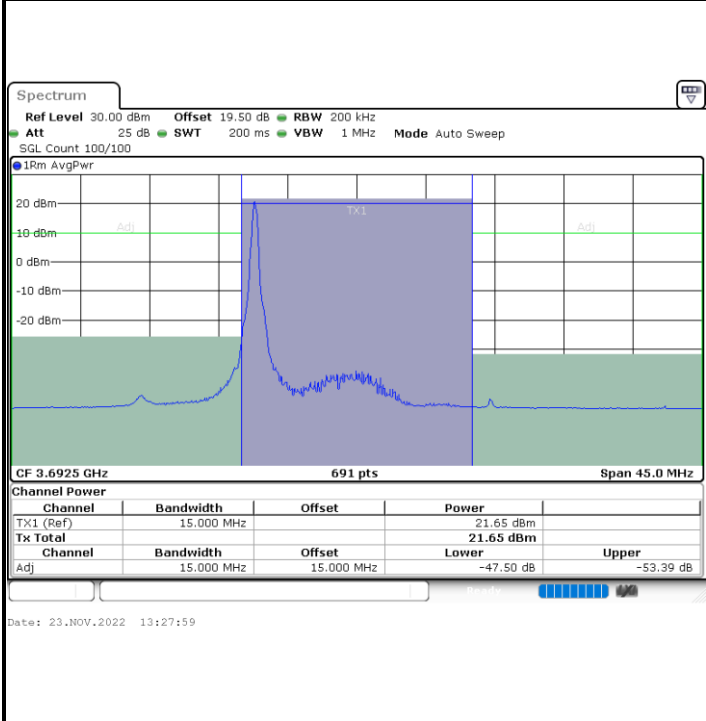 Spectrum
Ref Level 30.00 dBm Offset 19.50 dB RBW 200 kHz
Att 25 dB SWT 200 ms VBW 1 MHz Mode Auto Sweep
SGL Count 100/100
1Rm AvgPwr
20 dBm
TX1
Adj
Adj
10 dBm
0 dBm
-10 dBm
-20 dBm
CF 3.6925 GHz 691 pts Span 45.0 MHz
Channel Power
Channel Bandwidth Offset Power
TX1 (Ref) 15.000 MHz 21.65 dBm
Tx Total 21.65 dBm
Channel Bandwidth Offset Lower Upper
Adj 15.000 MHz 15.000 MHz -47.50 dB -53.39 dB
Ready
Date: 23.NOV.2022 13:27:59